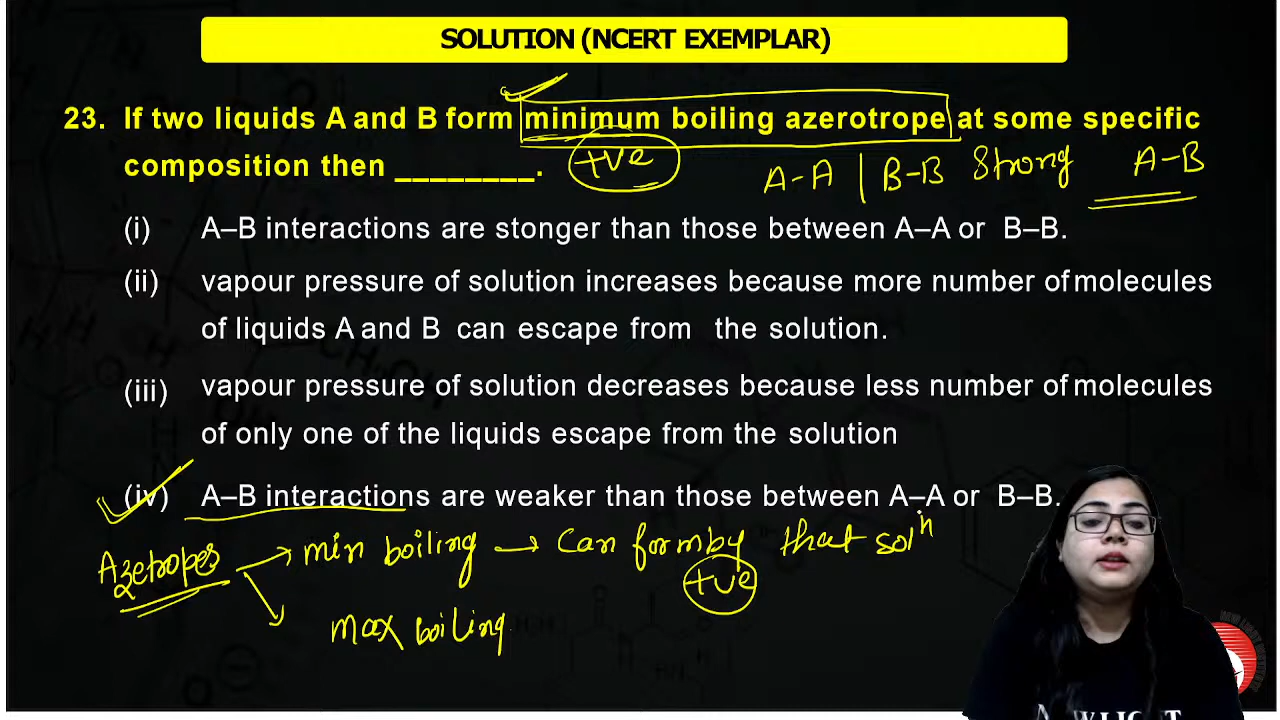 SOLUTION (NCERT EXEMPLAR)
23. If two liquids A and B form minimum boiling azerotrope at some specific
composition then ________.
+ve
A-A | B-B Strong A-B
(i) A–B interactions are stonger than those between A–A or B–B.
(ii) vapour pressure of solution increases because more number of molecules
of liquids A and B can escape from the solution.
(iii) vapour pressure of solution decreases because less number of molecules
of only one of the liquids escape from the solution
(iv) A–B interactions are weaker than those between A–A or B–B.
Azetropes → min boiling → Can form by that solⁿ
+ve
max boiling